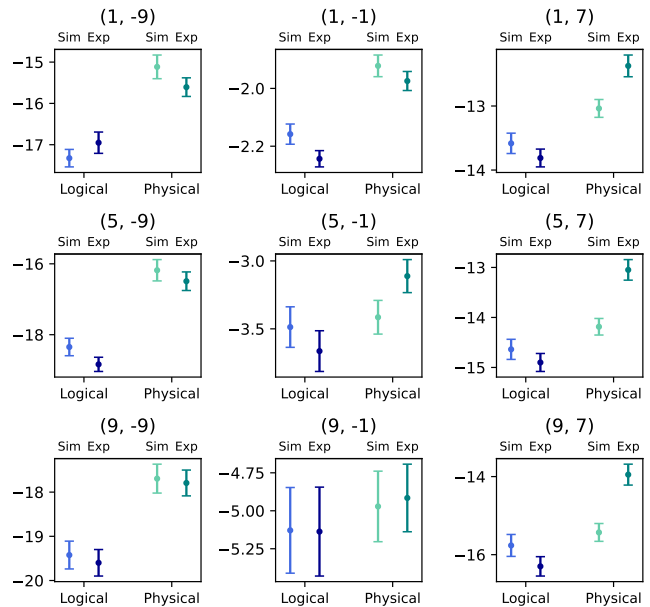 (1, -9) (1, -1) (1, 7)
Sim Exp Sim Exp Sim Exp Sim Exp Sim Exp Sim Exp
−15
−16
−17
−2.0
−2.2
−13
−14
Logical Physical Logical Physical Logical Physical
(5, -9) (5, -1) (5, 7)
Sim Exp Sim Exp Sim Exp Sim Exp Sim Exp Sim Exp
−16
−18
−3.0
−3.5
−13
−14
−15
Logical Physical Logical Physical Logical Physical
(9, -9) (9, -1) (9, 7)
Sim Exp Sim Exp Sim Exp Sim Exp Sim Exp Sim Exp
−18
−19
−20
−4.75
−5.00
−5.25
−14
−16
Logical Physical Logical Physical Logical Physical